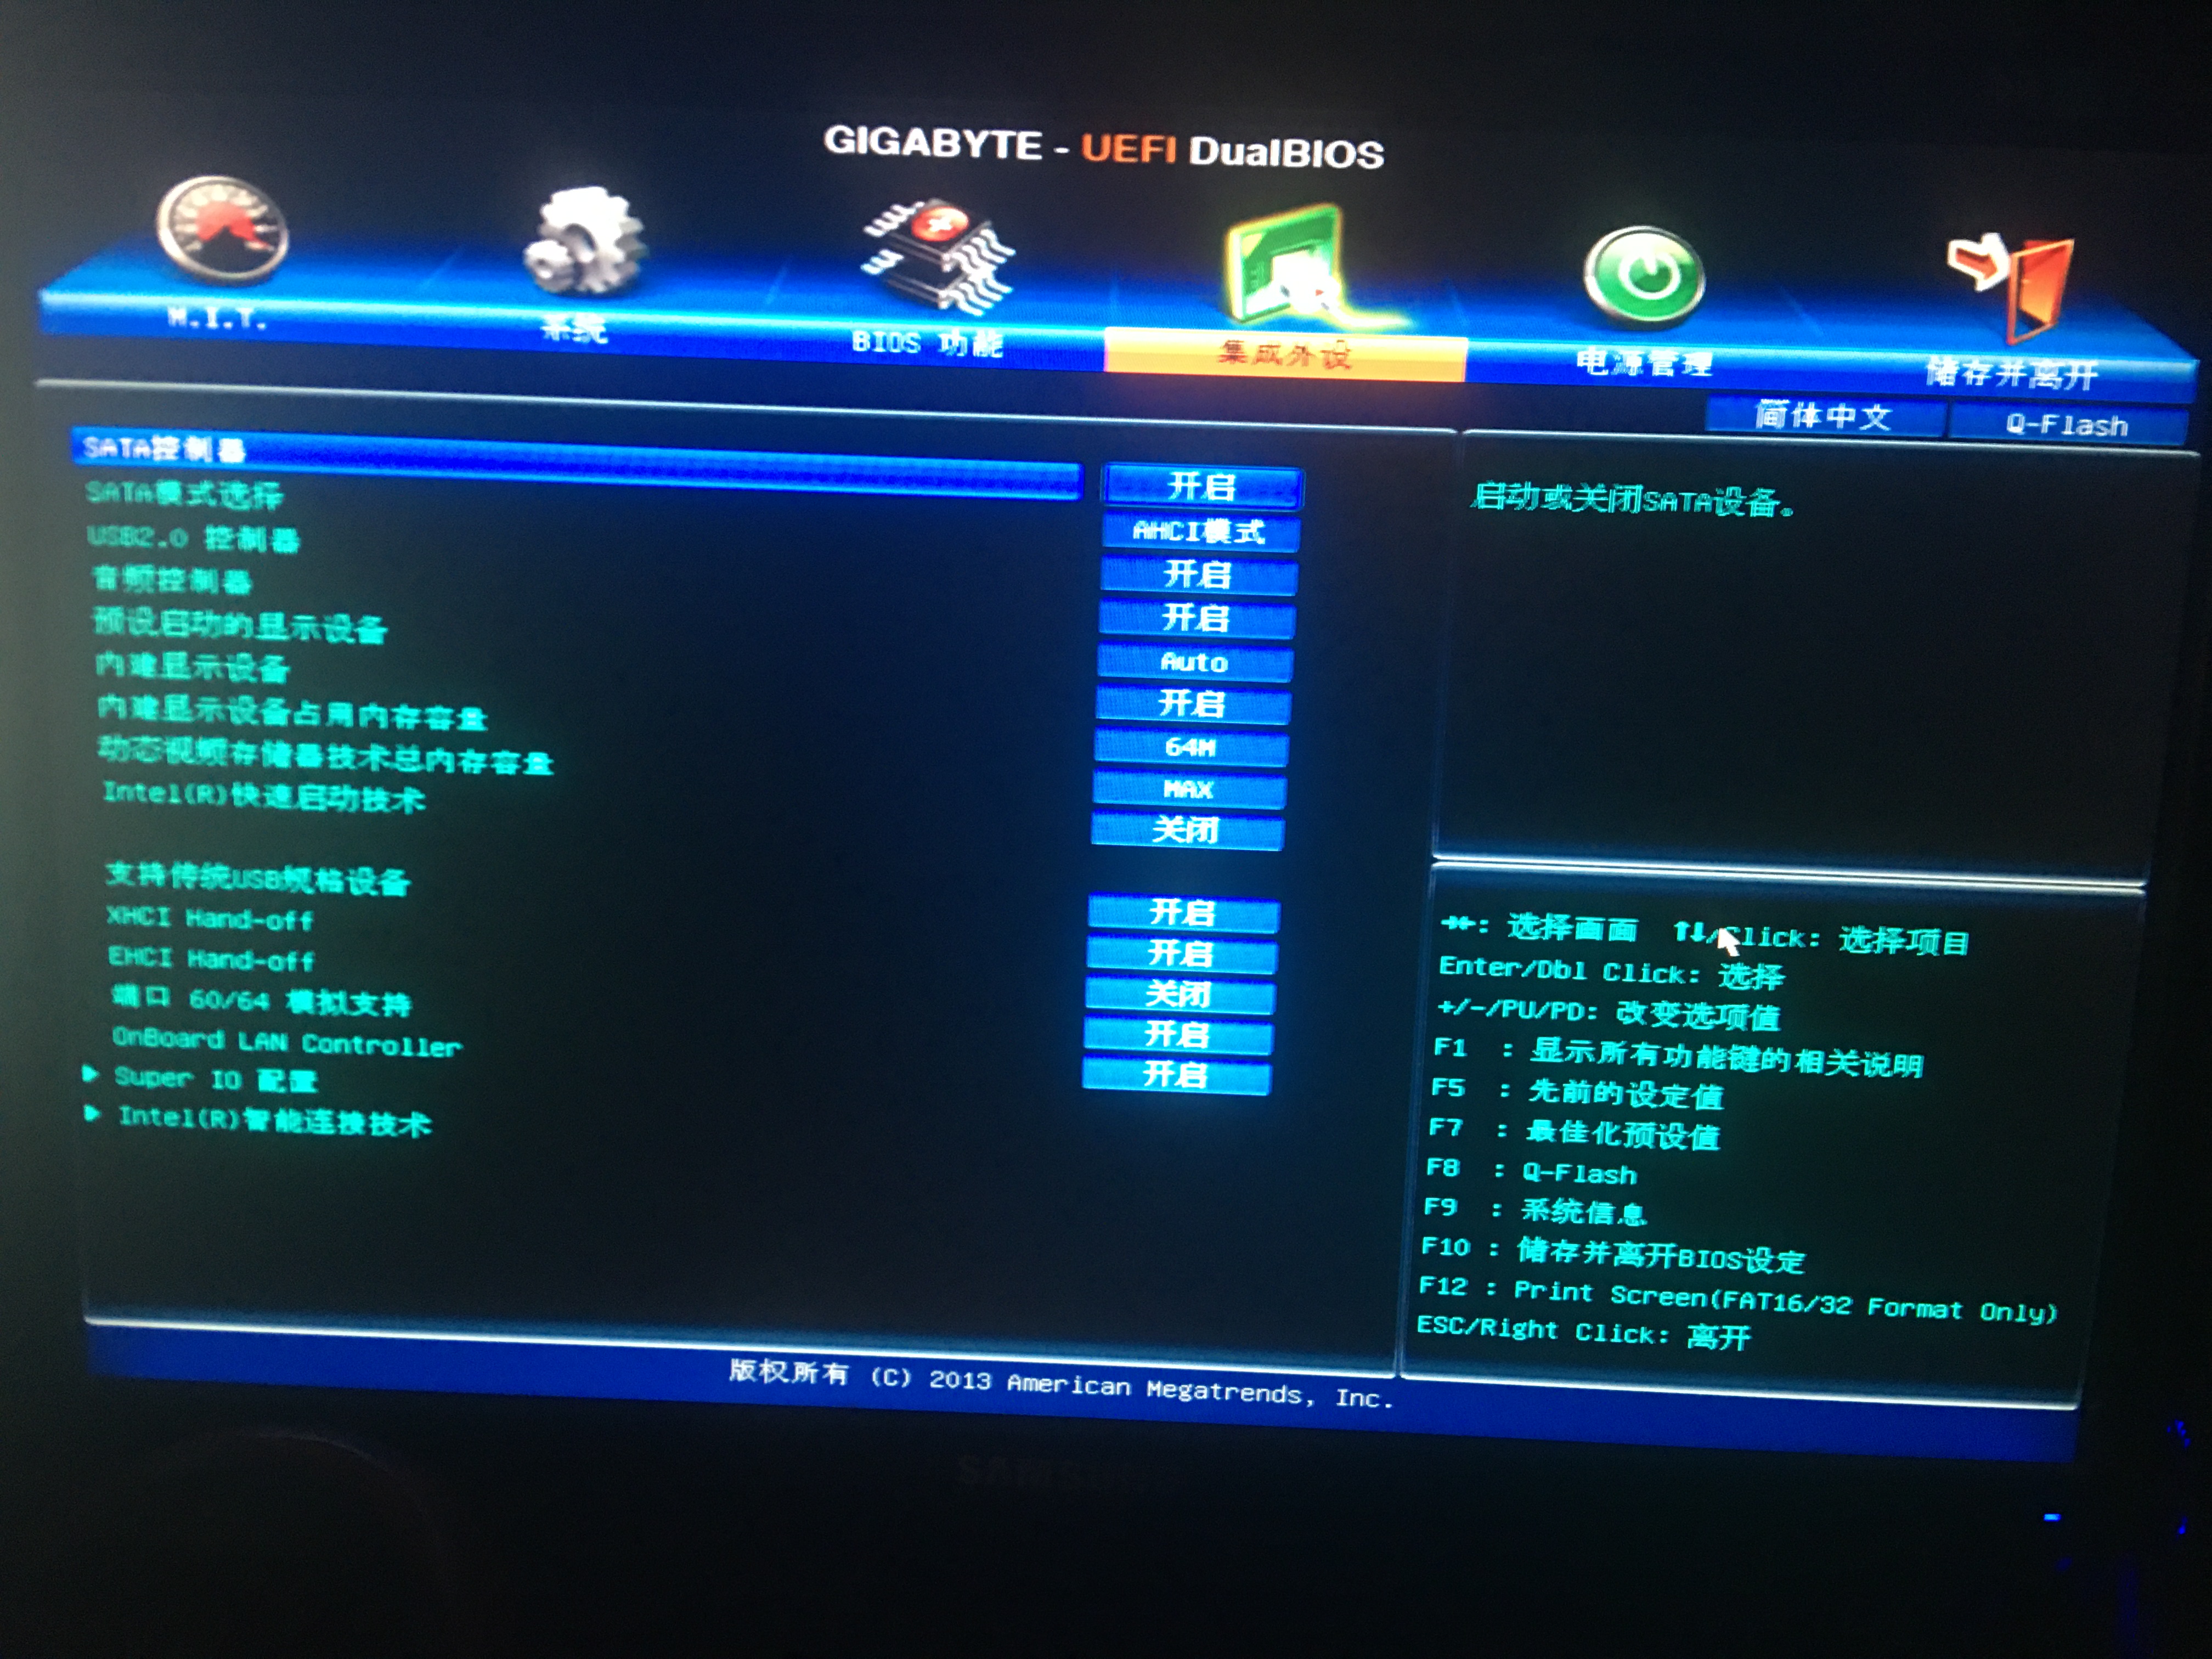 GIGABYTE - UEFI DualBIOS
M.I.T.
系统
BIOS 功能
集成外设
电源管理
储存并离开
简体中文
Q-Flash
SATA控制器 开启
SATA模式选择 AHCI模式
USB2.0 控制器 开启
音频控制器 开启
预设启动的显示设备 Auto
内建显示设备 开启
内建显示设备占用内存容量 64M
动态视频存储器技术总内存容量 MAX
Intel(R)快速启动技术 关闭
支持传统USB规格设备 开启
XHCI Hand-off 开启
EHCI Hand-off 关闭
端口 60/64 模拟支持 开启
OnBoard LAN Controller 开启
Super IO 配置
Intel(R)智能连接技术
启动或关闭SATA设备。
→←: 选择画面 ↑↓/Click: 选择项目
Enter/Dbl Click: 选择
+/-/PU/PD: 改变选项值
F1 : 显示所有功能键的相关说明
F5 : 先前的设定值
F7 : 最佳化预设值
F8 : Q-Flash
F9 : 系统信息
F10 : 储存并离开BIOS设定
F12 : Print Screen(FAT16/32 Format Only)
ESC/Right Click: 离开
版权所有 (C) 2013 American Megatrends, Inc.
SAMSUNG